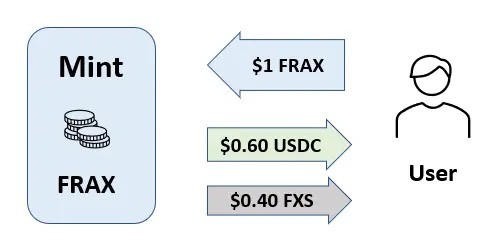 Mint
FRAX
$1 FRAX
$0.60 USDC
$0.40 FXS
User